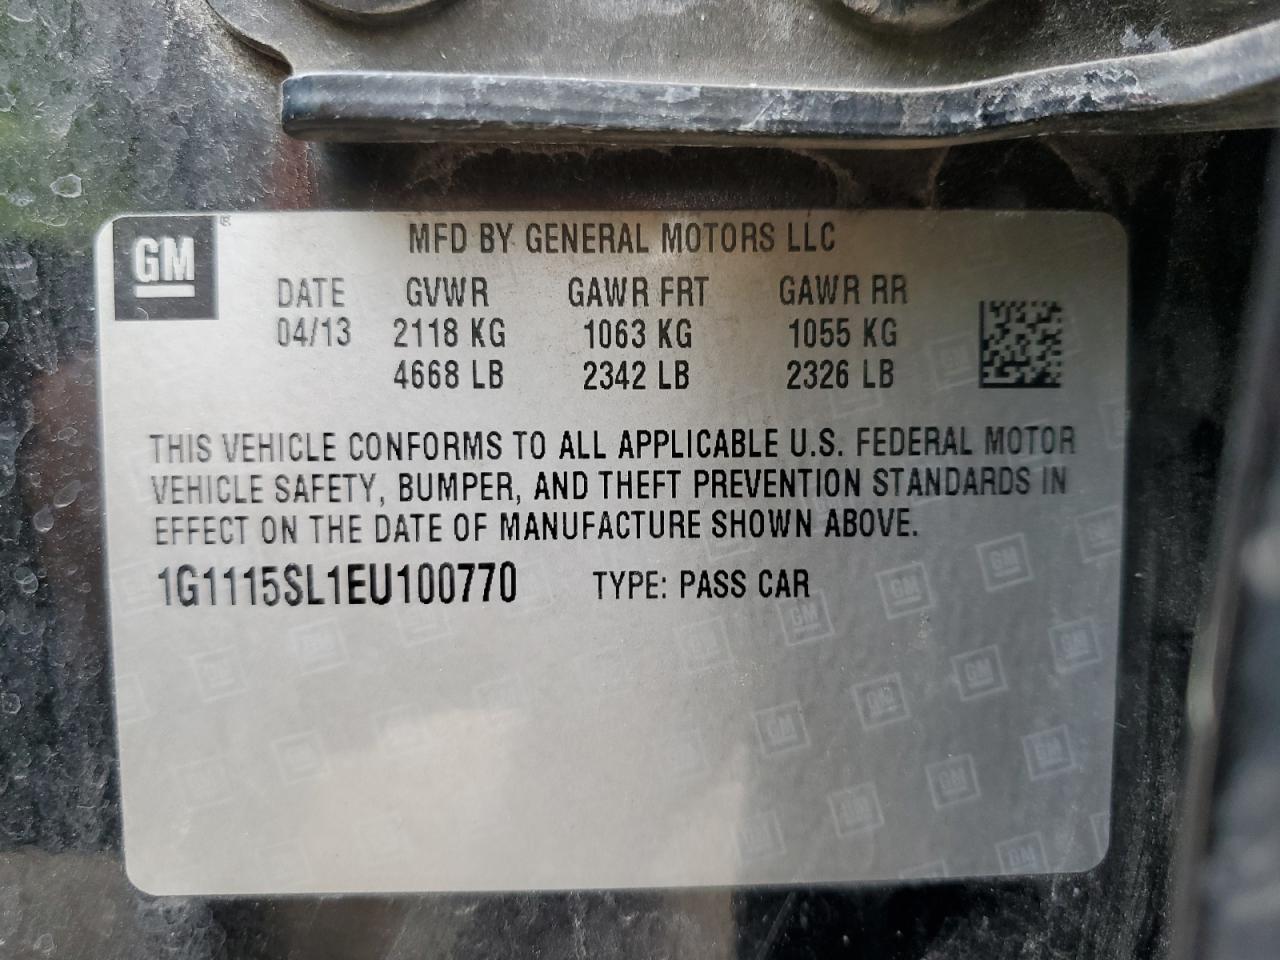 GM
MFD BY GENERAL MOTORS LLC
DATE GVWR GAWR FRT GAWR RR
04/13 2118 KG 1063 KG 1055 KG
4668 LB 2342 LB 2326 LB
THIS VEHICLE CONFORMS TO ALL APPLICABLE U.S. FEDERAL MOTOR
VEHICLE SAFETY, BUMPER, AND THEFT PREVENTION STANDARDS IN
EFFECT ON THE DATE OF MANUFACTURE SHOWN ABOVE.
1G1115SL1EU100770 TYPE: PASS CAR